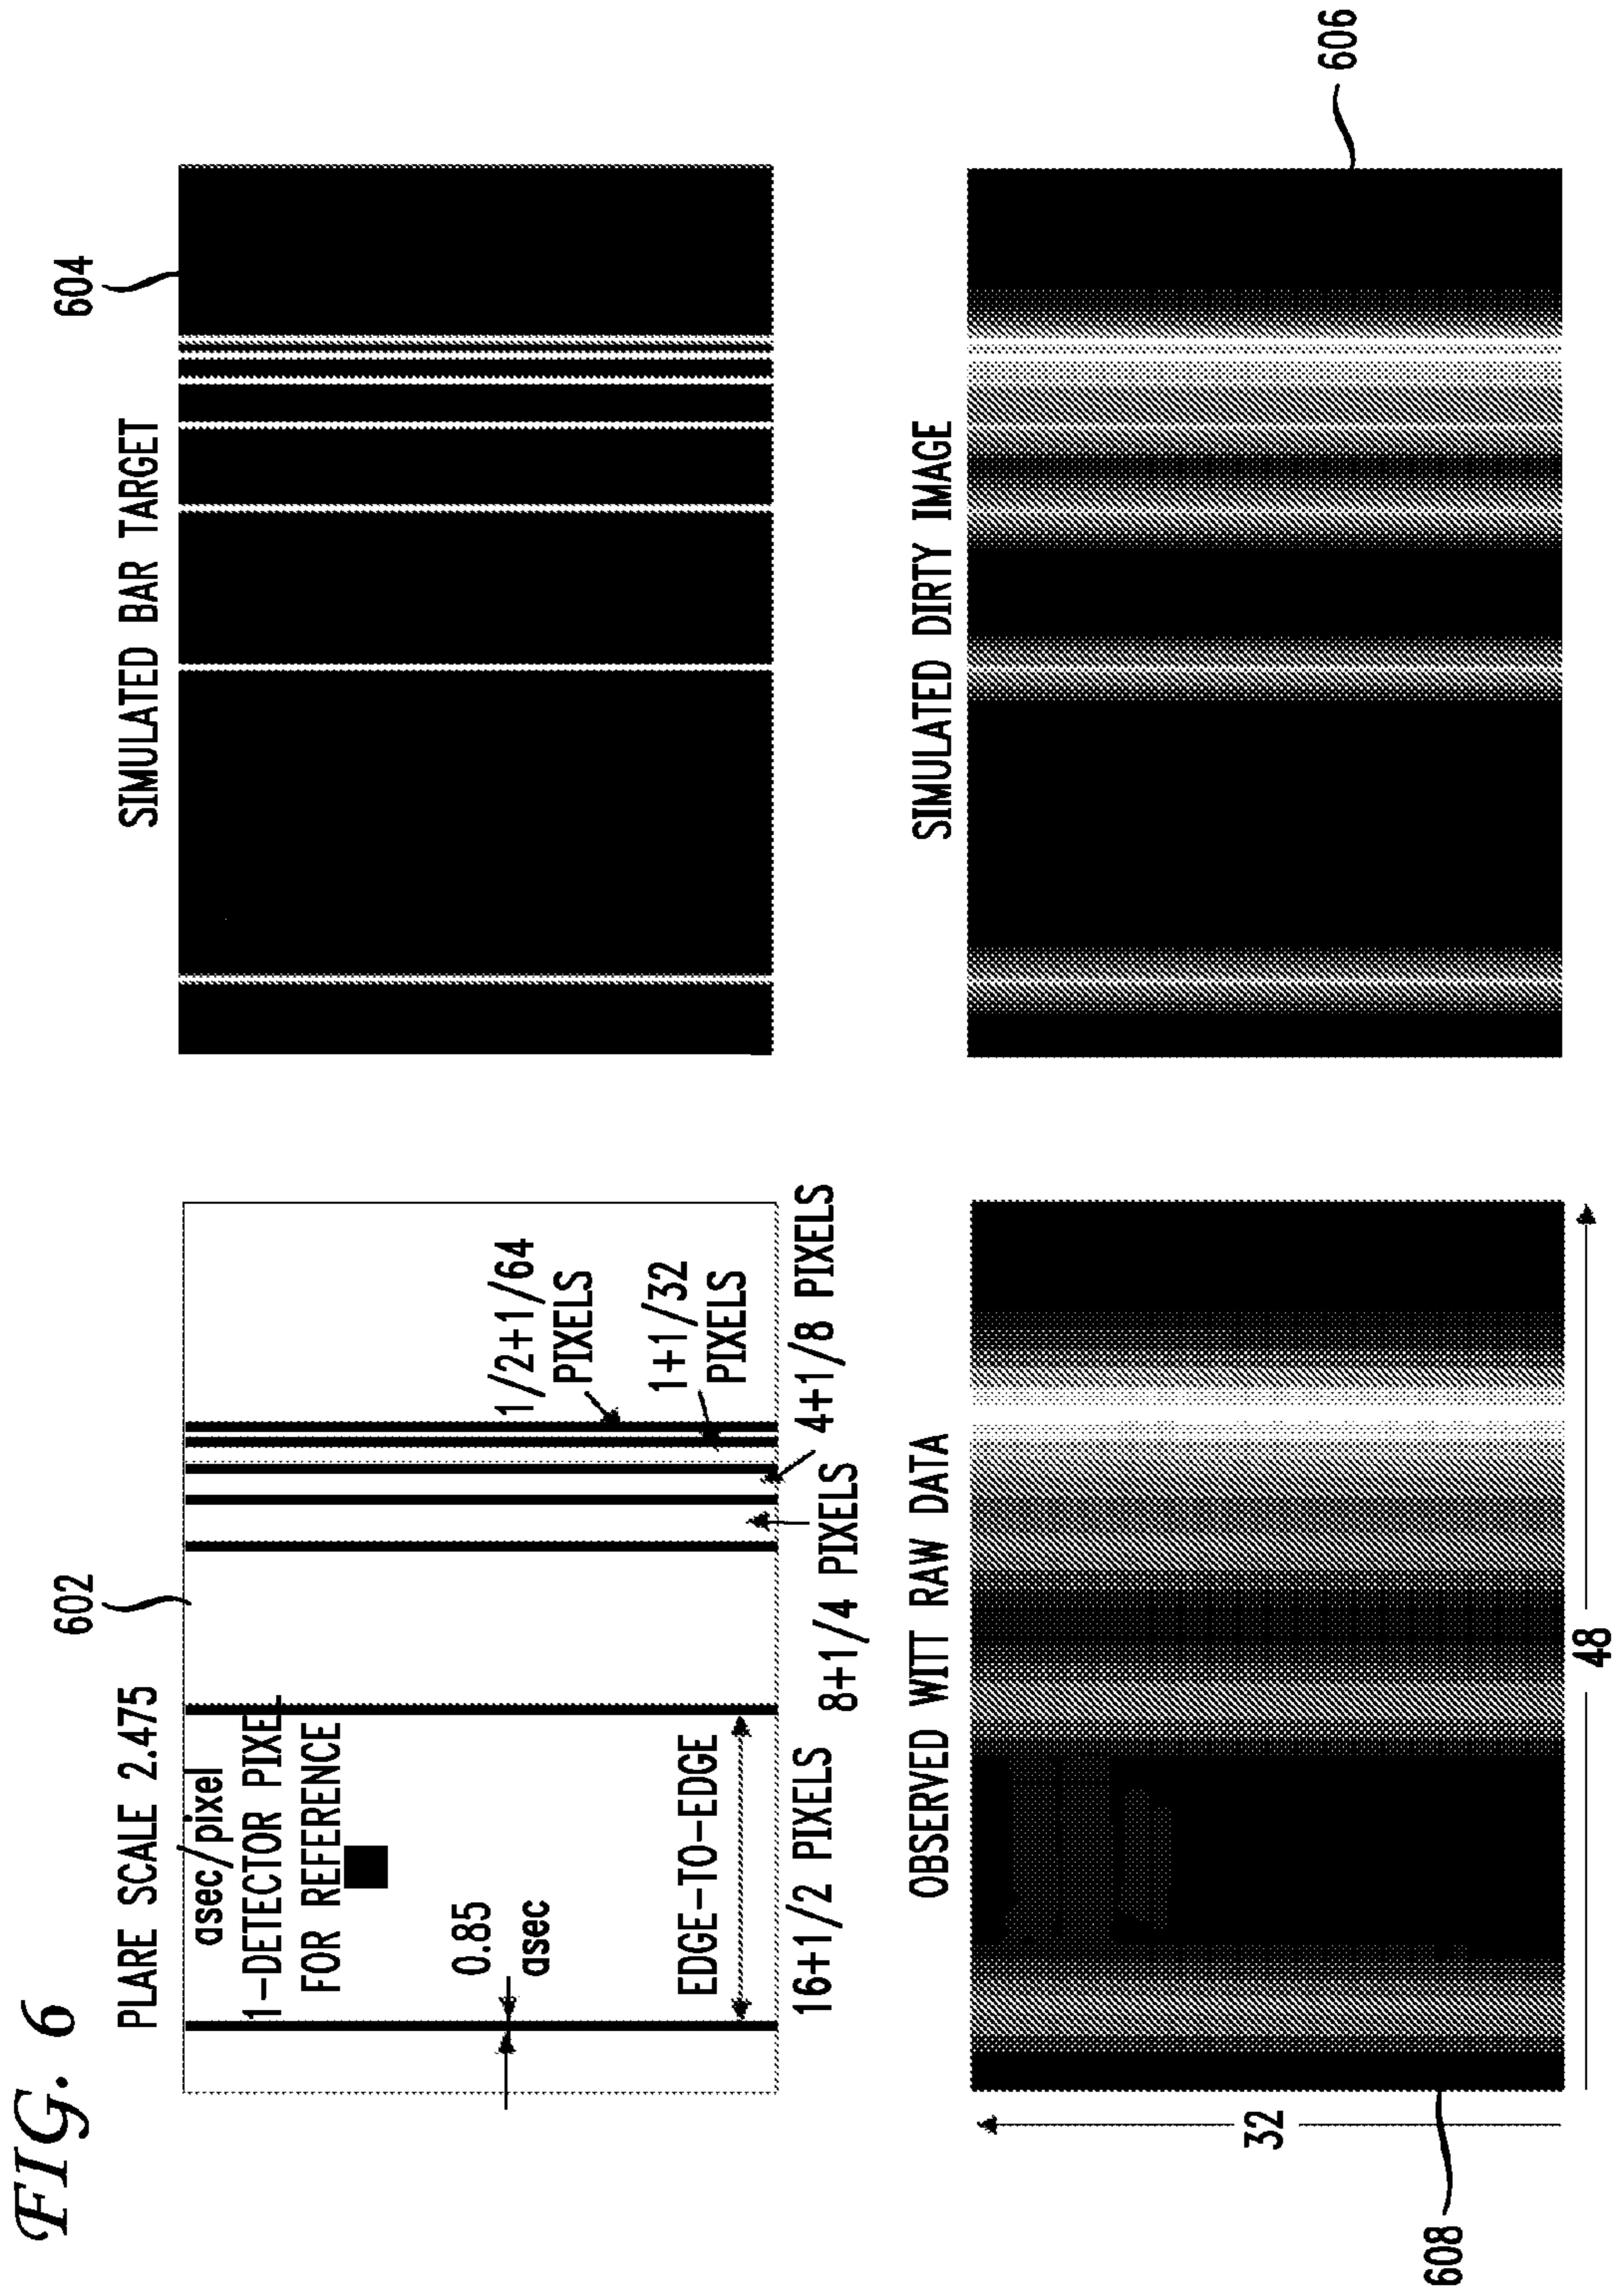 FIG. 6
PLARE SCALE 2.475
asec/pixel
1-DETECTOR PIXEL
FOR REFERENCE
0.85
asec
EDGE-TO-EDGE
16+1/2 PIXELS
8+1/4 PIXELS
4+1/8 PIXELS
1+1/32
PIXELS
1/2+1/64
PIXELS
602
SIMULATED BAR TARGET
604
OBSERVED WITT RAW DATA
32
48
608
SIMULATED DIRTY IMAGE
606